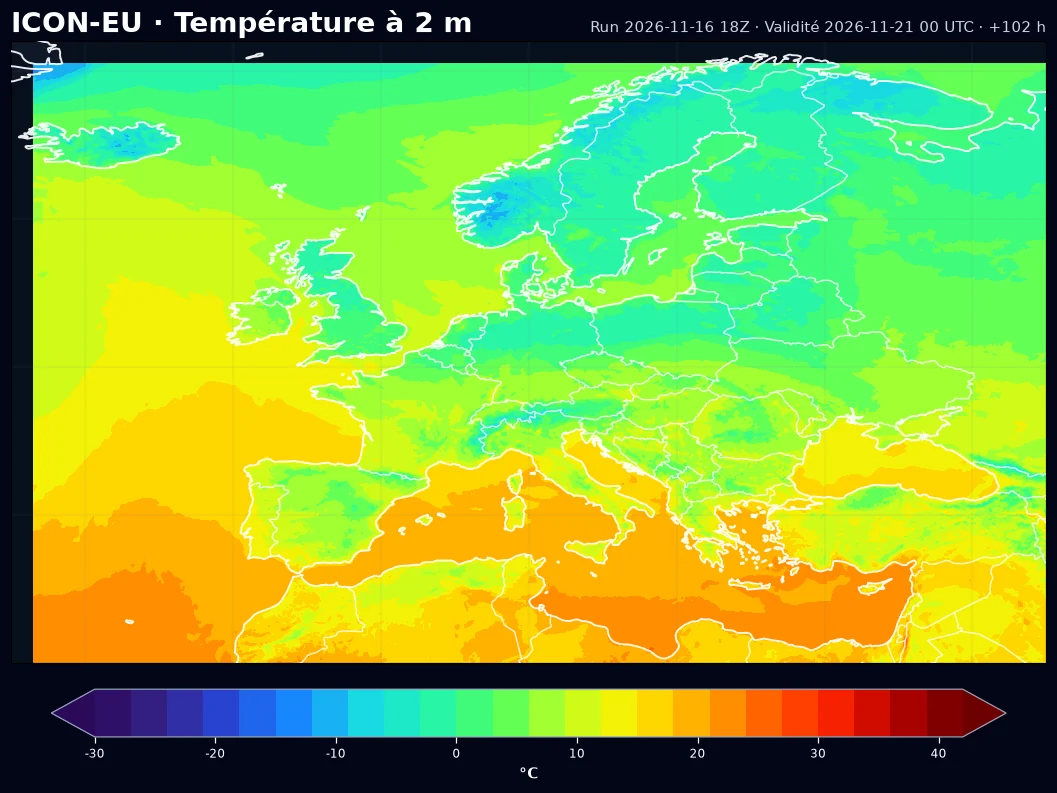 ICON-EU · Température à 2 m
Run 2026-11-16 18Z · Validité 2026-11-21 00 UTC · +102 h
-30 -20 -10 0 10 20 30 40
°C